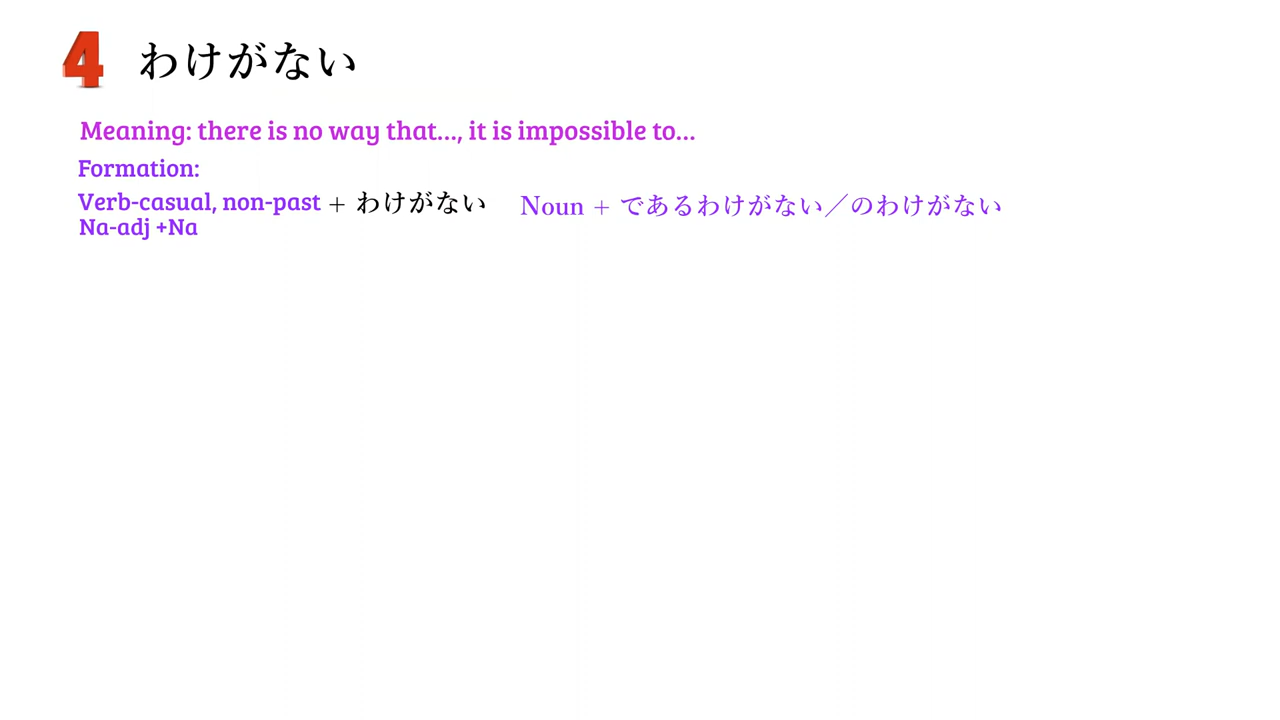 4 わけがない
Meaning: there is no way that..., it is impossible to...
Formation:
Verb-casual, non-past + わけがない Noun + であるわけがない／のわけがない
Na-adj +Na